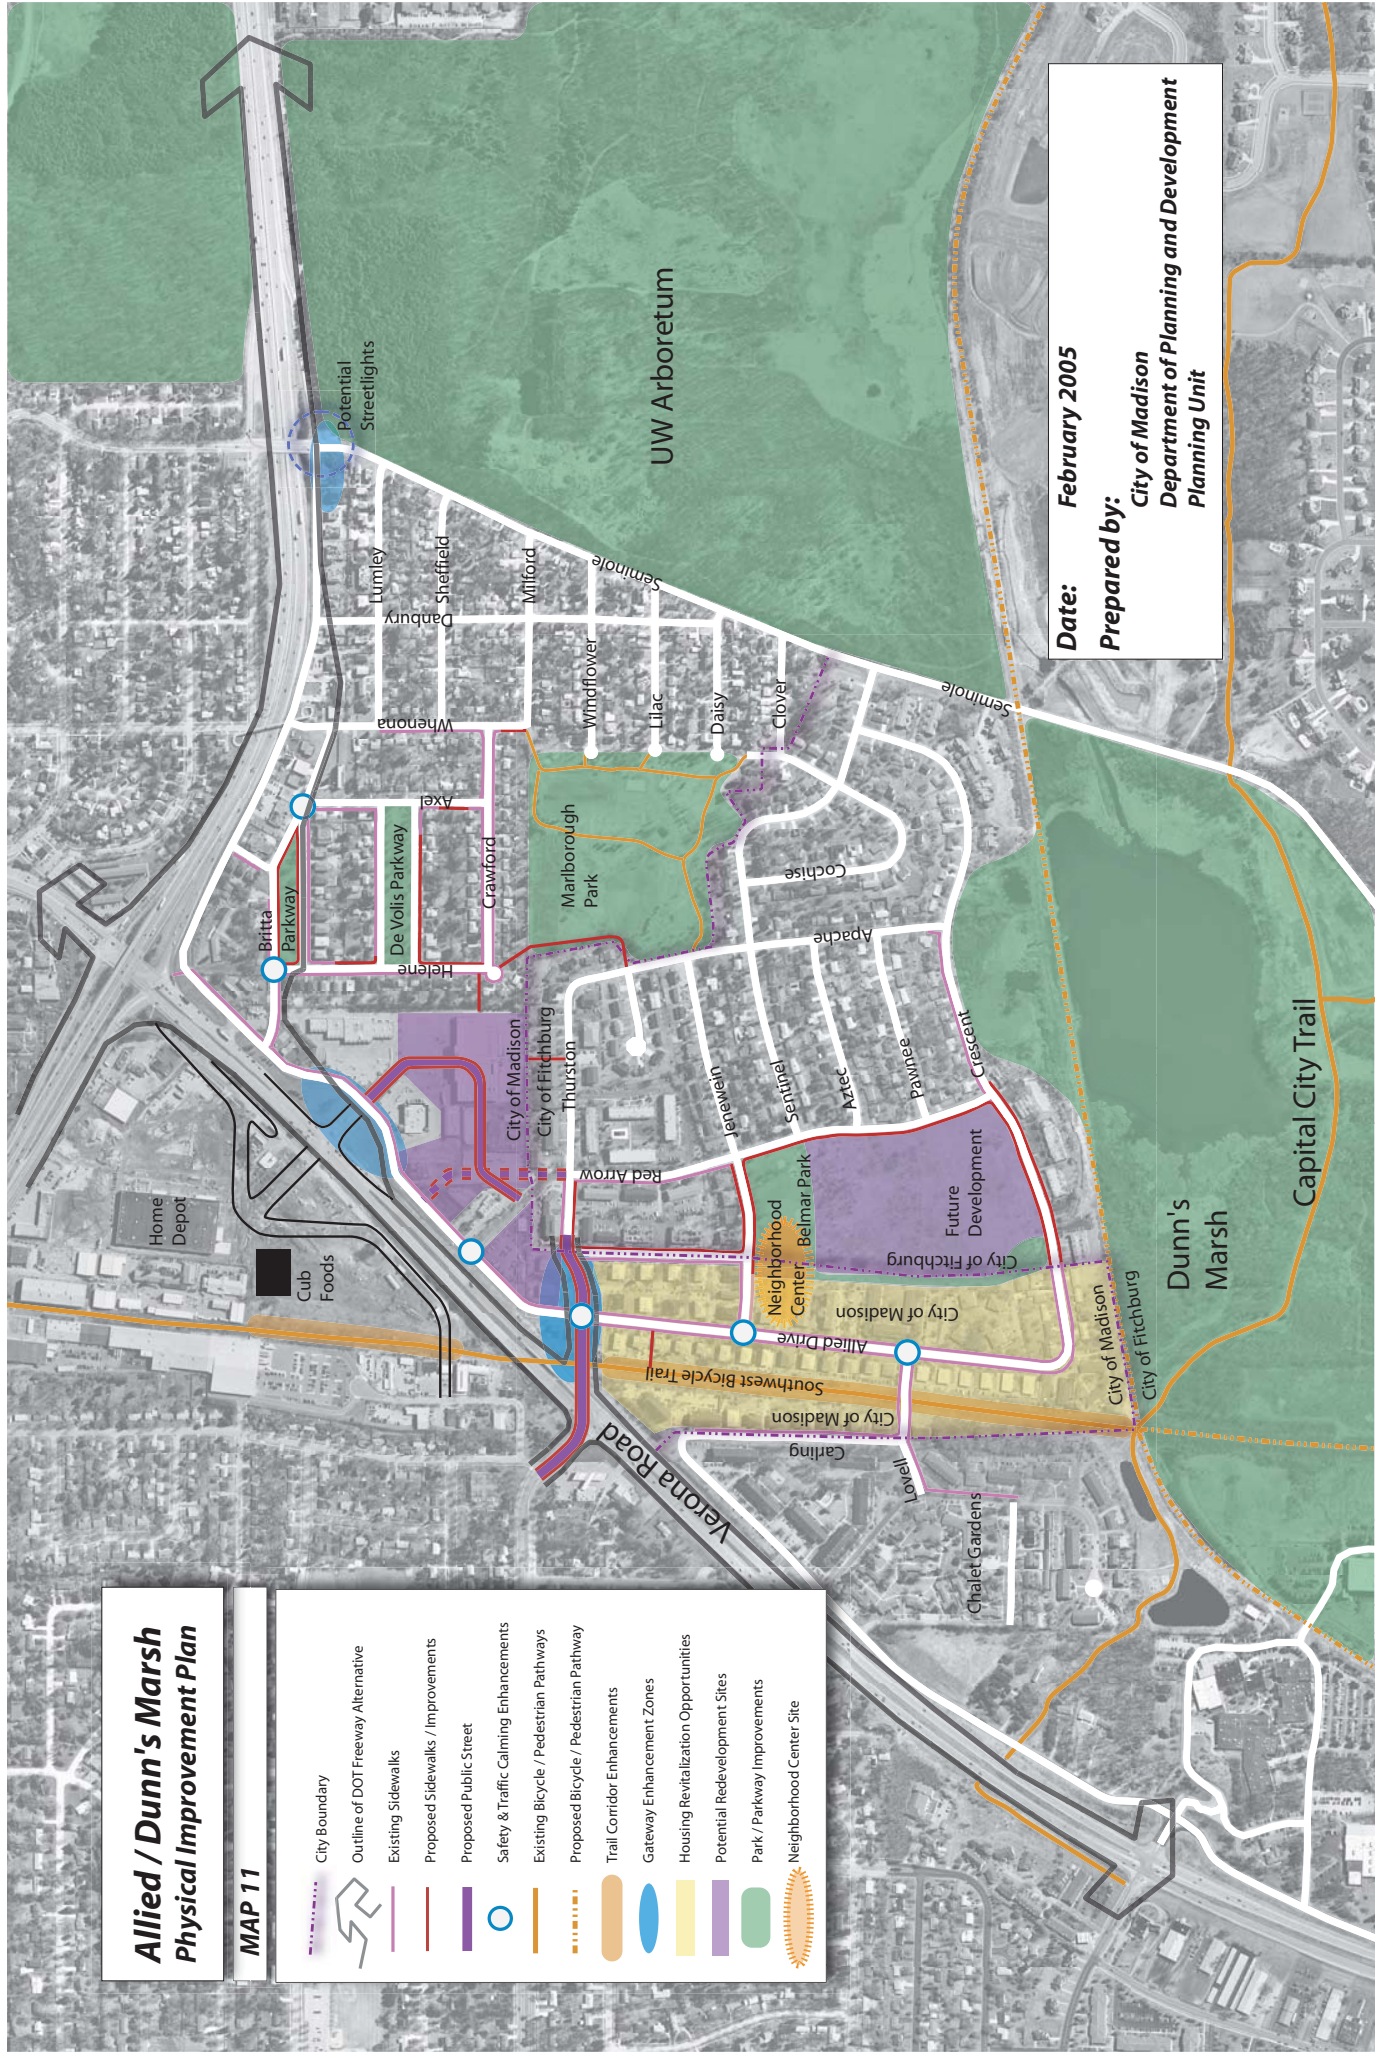 Allied / Dunn's Marsh
Physical Improvement Plan
MAP 11
City Boundary
Outline of DOT Freeway Alternative
Existing Sidewalks
Proposed Sidewalks / Improvements
Proposed Public Street
Safety & Traffic Calming Enhancements
Existing Bicycle / Pedestrian Pathways
Proposed Bicycle / Pedestrian Pathway
Trail Corridor Enhancements
Gateway Enhancement Zones
Housing Revitalization Opportunities
Potential Redevelopment Sites
Park / Parkway Improvements
Neighborhood Center Site
Home
Depot
Cub
Foods
Verona Road
Britta
Parkway
De Volis Parkway
Helene
Axel
Crawford
Whenona
Danbury
Lumley
Sheffield
Milford
Potential
Streetlights
Windflower
Lilac
Daisy
Clover
Seminole
Seminole
UW Arboretum
Marlborough
Park
City of Madison
City of Fitchburg
Thurston
Red Arrow
Jenewein
Sentinel
Aztec
Pawnee
Crescent
Apache
Cochise
Neighborhood
Center
Belmar Park
Future
Development
City of Fitchburg
City of Madison
Allied Drive
Southwest Bicycle Trail
City of Madison
Carling
Lovell
Chalet Gardens
City of Madison
City of Fitchburg
Dunn's
Marsh
Capital City Trail
Date: February 2005
Prepared by:
City of Madison
Department of Planning and Development
Planning Unit